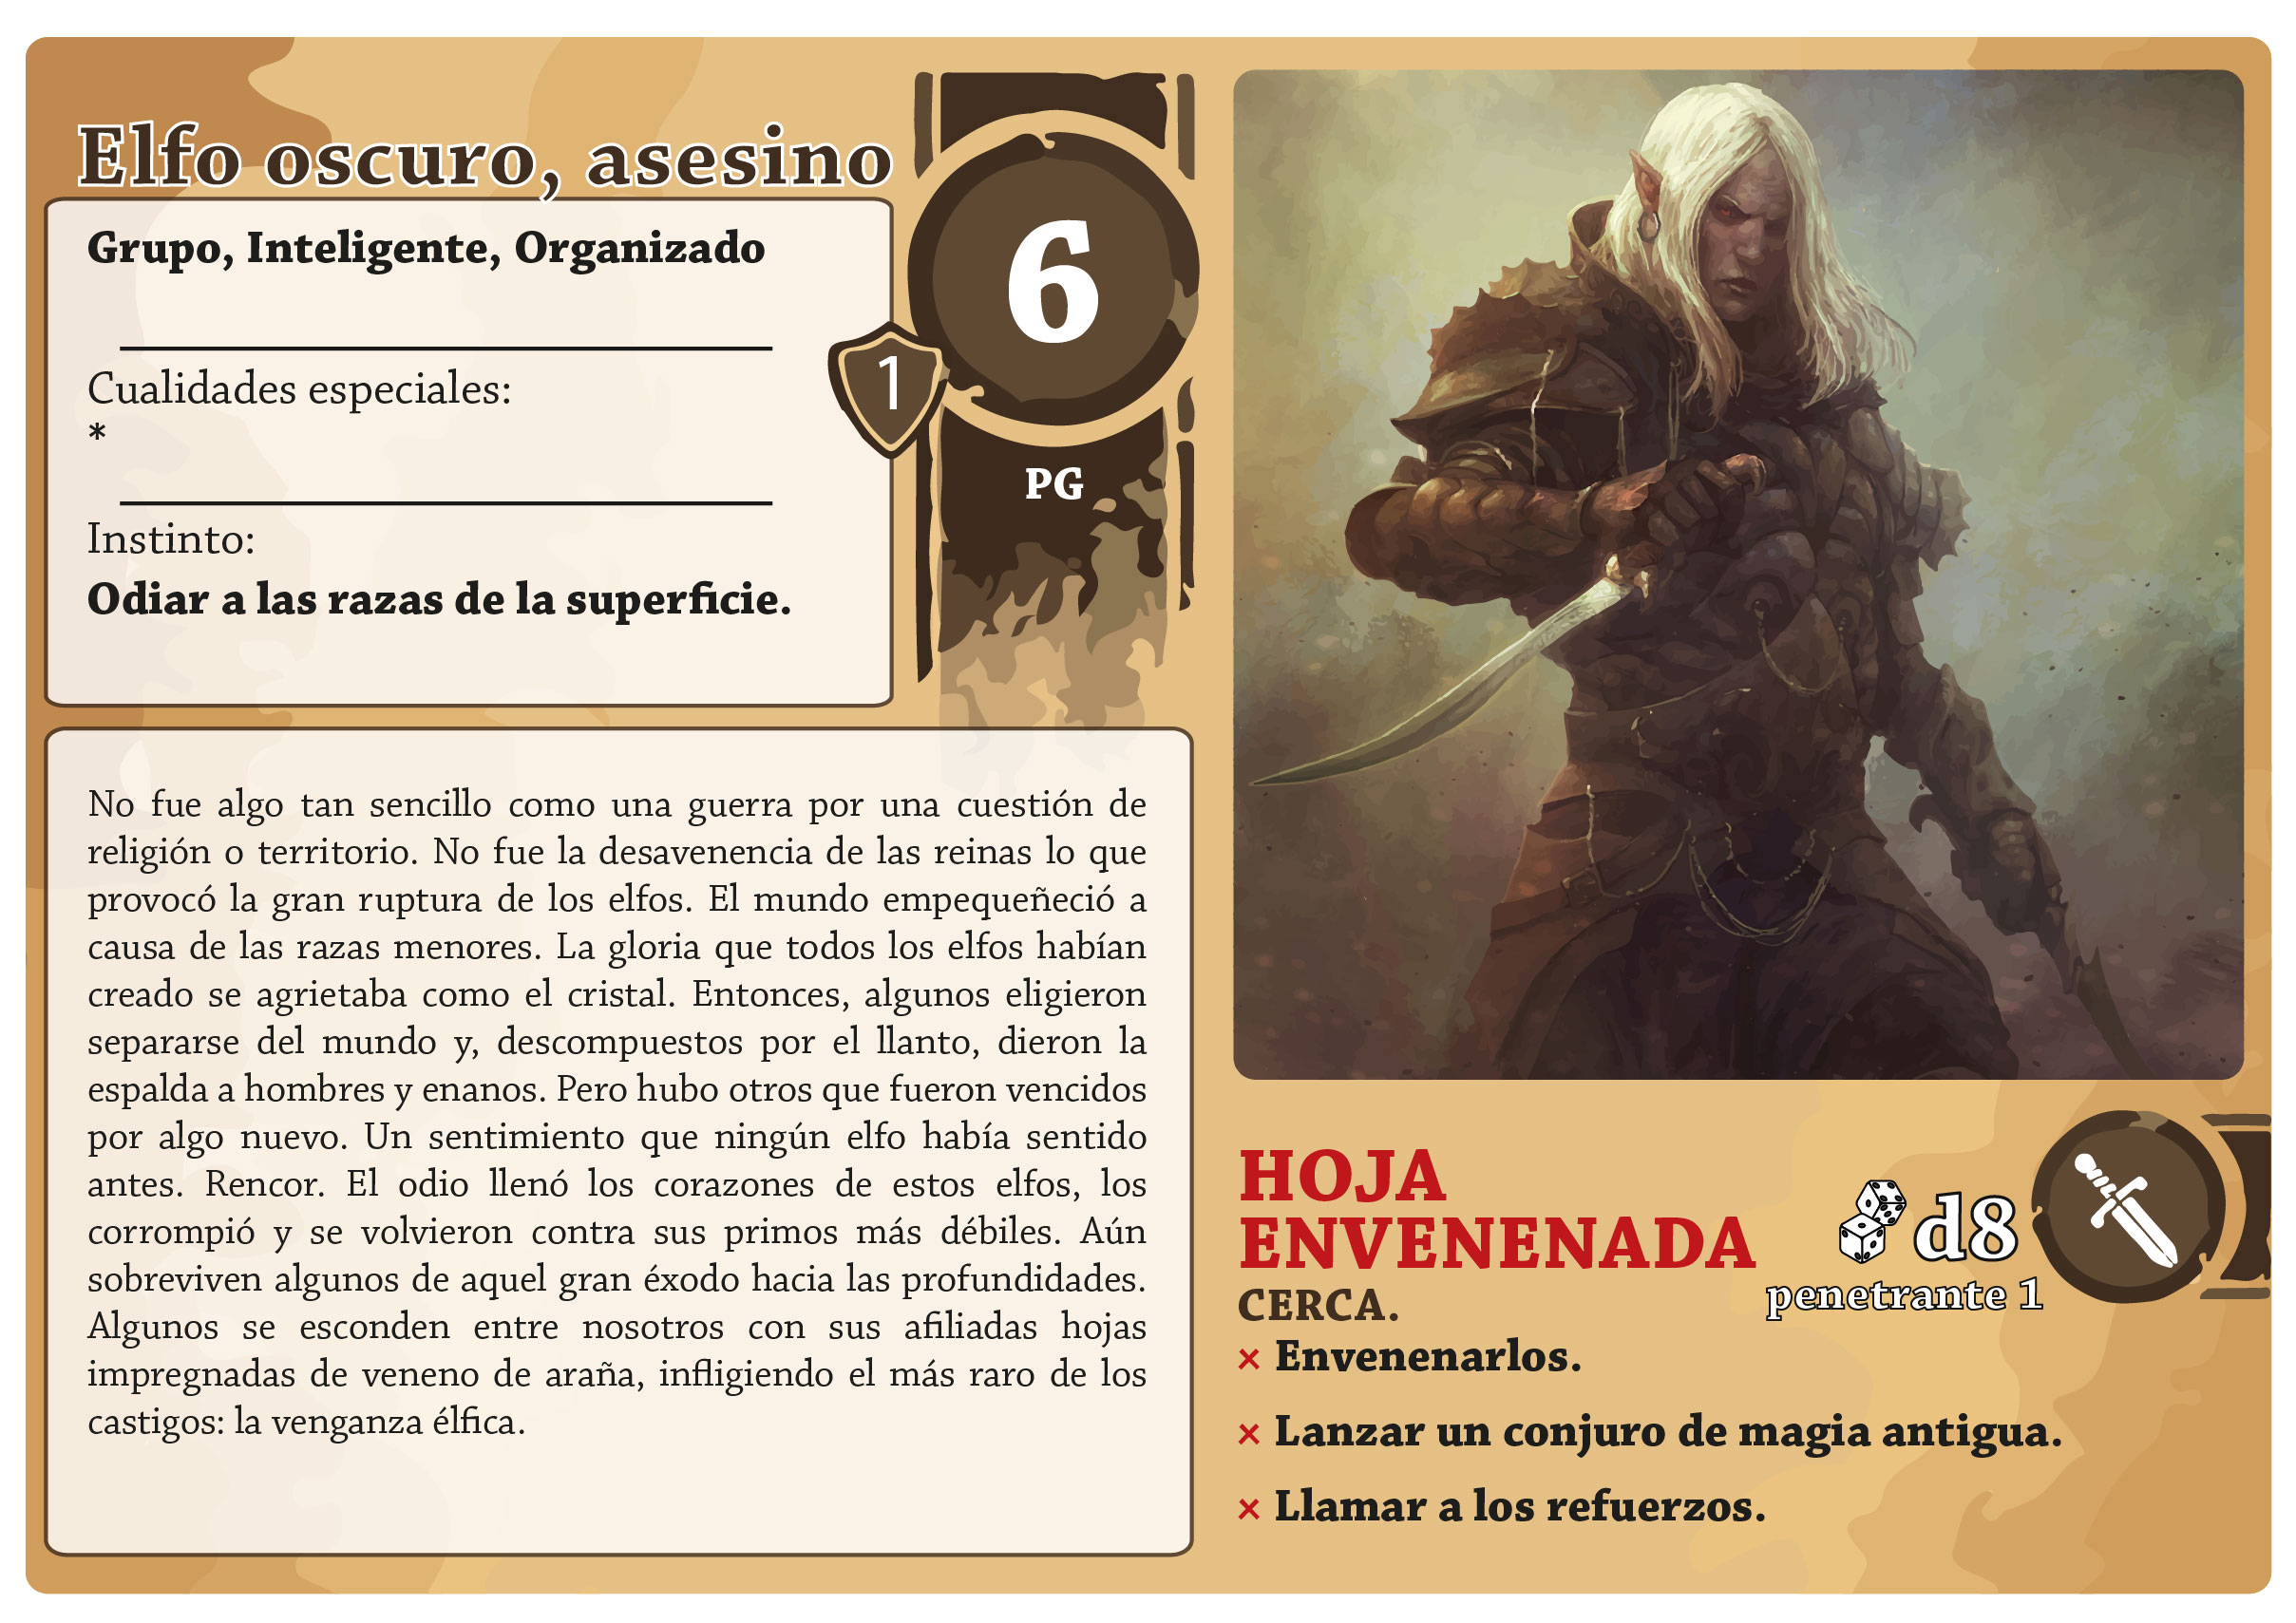 Elfo oscuro, asesino
Grupo, Inteligente, Organizado
Cualidades especiales:
*
Instinto:
Odiar a las razas de la superficie.
1
6
PG
No fue algo tan sencillo como una guerra por una cuestión de
religión o territorio. No fue la desavenencia de las reinas lo que
provocó la gran ruptura de los elfos. El mundo empequeñeció a
causa de las razas menores. La gloria que todos los elfos habían
creado se agrietaba como el cristal. Entonces, algunos eligieron
separarse del mundo y, descompuestos por el llanto, dieron la
espalda a hombres y enanos. Pero hubo otros que fueron vencidos
por algo nuevo. Un sentimiento que ningún elfo había sentido
antes. Rencor. El odio llenó los corazones de estos elfos, los
corrompió y se volvieron contra sus primos más débiles. Aún
sobreviven algunos de aquel gran éxodo hacia las profundidades.
Algunos se esconden entre nosotros con sus afiliadas hojas
impregnadas de veneno de araña, infligiendo el más raro de los
castigos: la venganza élfica.
HOJA
ENVENENADA
CERCA.
d8
penetrante 1
× Envenenarlos.
× Lanzar un conjuro de magia antigua.
× Llamar a los refuerzos.